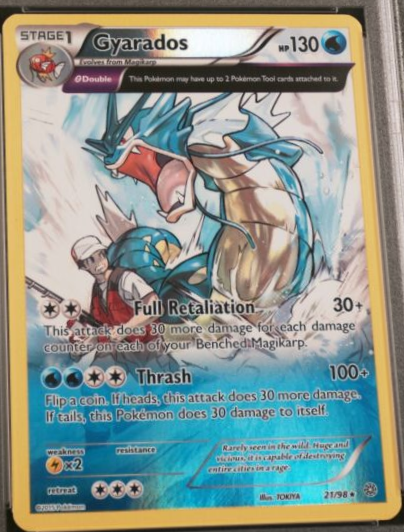 STAGE1
Gyarados
HP 130
Evolves from Magikarp
Ω Double
This Pokémon may have up to 2 Pokémon Tool cards attached to it.
Full Retaliation 30+
This attack does 30 more damage for each damage
counter on each of your Benched Magikarp.
Thrash 100+
Flip a coin. If heads, this attack does 30 more damage.
If tails, this Pokémon does 30 damage to itself.
weakness resistance
×2
Rarely seen in the wild. Huge and
vicious, it is capable of destroying
entire cities in a rage.
retreat
Illus. TOKIYA 21/98 ★
©2015 Pokémon